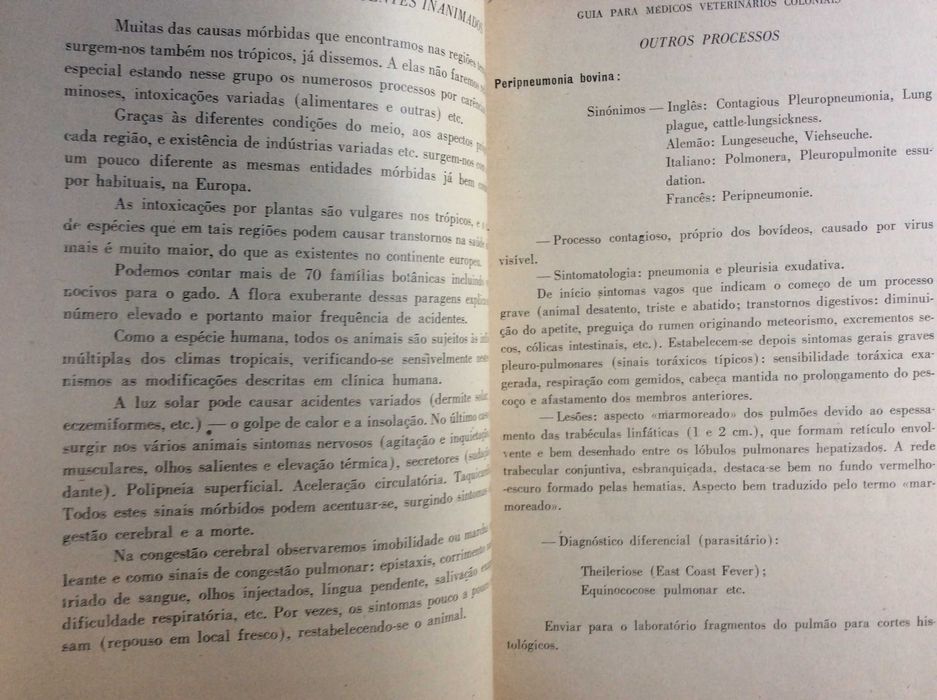 INANIMADOS
Muitas das causas mórbidas que encontramos nas regiões
surgem-nos também nos trópicos, já dissemos. A elas não faremos
especial estando nesse grupo os numerosos processos por carência
minoses, intoxicações variadas (alimentares e outras) etc.
Graças às diferentes condições do meio, aos aspectos
cada região, e existência de indústrias variadas etc. surgem-nos com
um pouco diferente as mesmas entidades mórbidas já bem
por habituais, na Europa.
As intoxicações por plantas são vulgares nos trópicos, e
de espécies que em tais regiões podem causar transtornos na saúde
mais é muito maior, do que as existentes no continente europeu.
Podemos contar mais de 70 famílias botânicas incluindo
nocivos para o gado. A flora exuberante dessas paragens explica
número elevado e portanto maior frequência de acidentes.
Como a espécie humana, todos os animais são sujeitos às
múltiplas dos climas tropicais, verificando-se sensìvelmente
nismos as modificações descritas em clínica humana.
A luz solar pode causar acidentes variados (dermite solar,
eczemiformes, etc.) — o golpe de calor e a insolação. No último caso
surgir nos vários animais sintomas nervosos (agitação e inquietação,
musculares, olhos salientes e elevação térmica), secretores (sudação
dante). Polipneia superficial. Aceleração circulatória. Taquicardia.
Todos estes sinais mórbidos podem acentuar-se, surgindo sintomas
gestão cerebral e a morte.
Na congestão cerebral observaremos imobilidade ou marcha
leante e como sinais de congestão pulmonar: epistaxis, corrimento
triado de sangue, olhos injectados, língua pendente, salivação
dificuldade respiratória, etc. Por vezes, os sintomas pouco a pouco
sam (repouso em local fresco), restabelecendo-se o animal.
GUIA PARA MÉDICOS VETERINÁRIOS COLONIAIS
OUTROS PROCESSOS
Peripneumonia bovina:
Sinónimos — Inglês: Contagious Pleuropneumonia, Lung
plague, cattle-lungsickness.
Alemão: Lungeseuche, Viehseuche.
Italiano: Polmonera, Pleuropulmonite essu-
dation.
Francês: Peripneumonie.
— Processo contagioso, próprio dos bovídeos, causado por virus
visível.
— Sintomatologia: pneumonia e pleurisia exudativa.
De início sintomas vagos que indicam o começo de um processo
grave (animal desatento, triste e abatido; transtornos digestivos: diminui-
ção do apetite, preguiça do rumen originando meteorismo, excrementos se-
cos, cólicas intestinais, etc.). Estabelecem-se depois sintomas gerais graves
pleuro-pulmonares (sinais toráxicos típicos): sensibilidade toráxica exa-
gerada, respiração com gemidos, cabeça mantida no prolongamento do pes-
coço e afastamento dos membros anteriores.
— Lesões: aspecto «marmoreado» dos pulmões devido ao espessa-
mento das trabéculas linfáticas (1 e 2 cm.), que formam retículo envol-
vente e bem desenhado entre os lóbulos pulmonares hepatizados. A rede
trabecular conjuntiva, esbranquiçada, destaca-se bem no fundo vermelho-
-escuro formado pelas hematias. Aspecto bem traduzido pelo termo «mar-
moreado».
— Diagnóstico diferencial (parasitário):
Theileriose (East Coast Fever);
Equinococose pulmonar etc.
Enviar para o laboratório fragmentos do pulmão para cortes his-
tológicos.